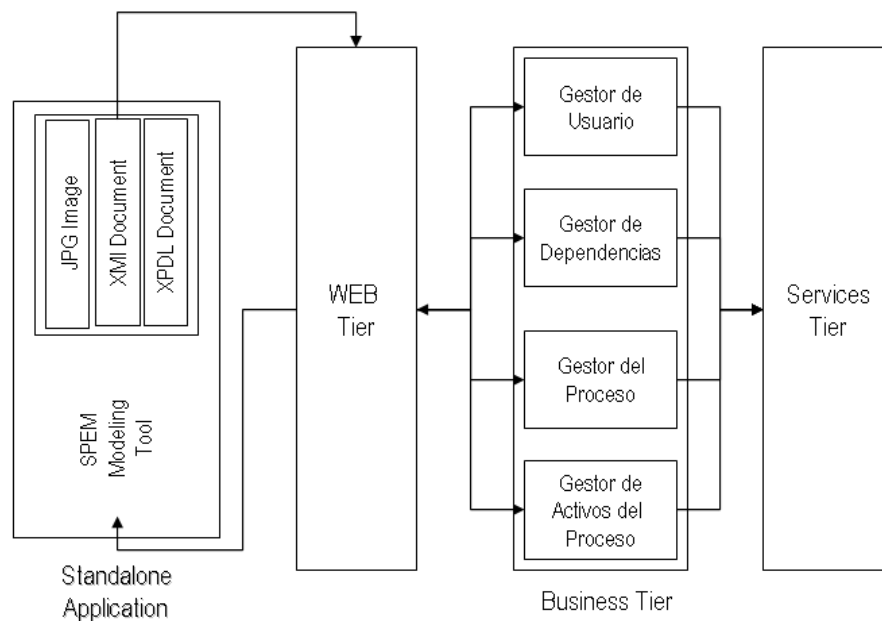 JPG Image
XMI Document
XPDL Document
SPEM
Modeling
Tool
Standalone
Application
WEB
Tier
Gestor de
Usuario
Gestor de
Dependencias
Gestor del
Proceso
Gestor de
Activos del
Proceso
Business Tier
Services
Tier